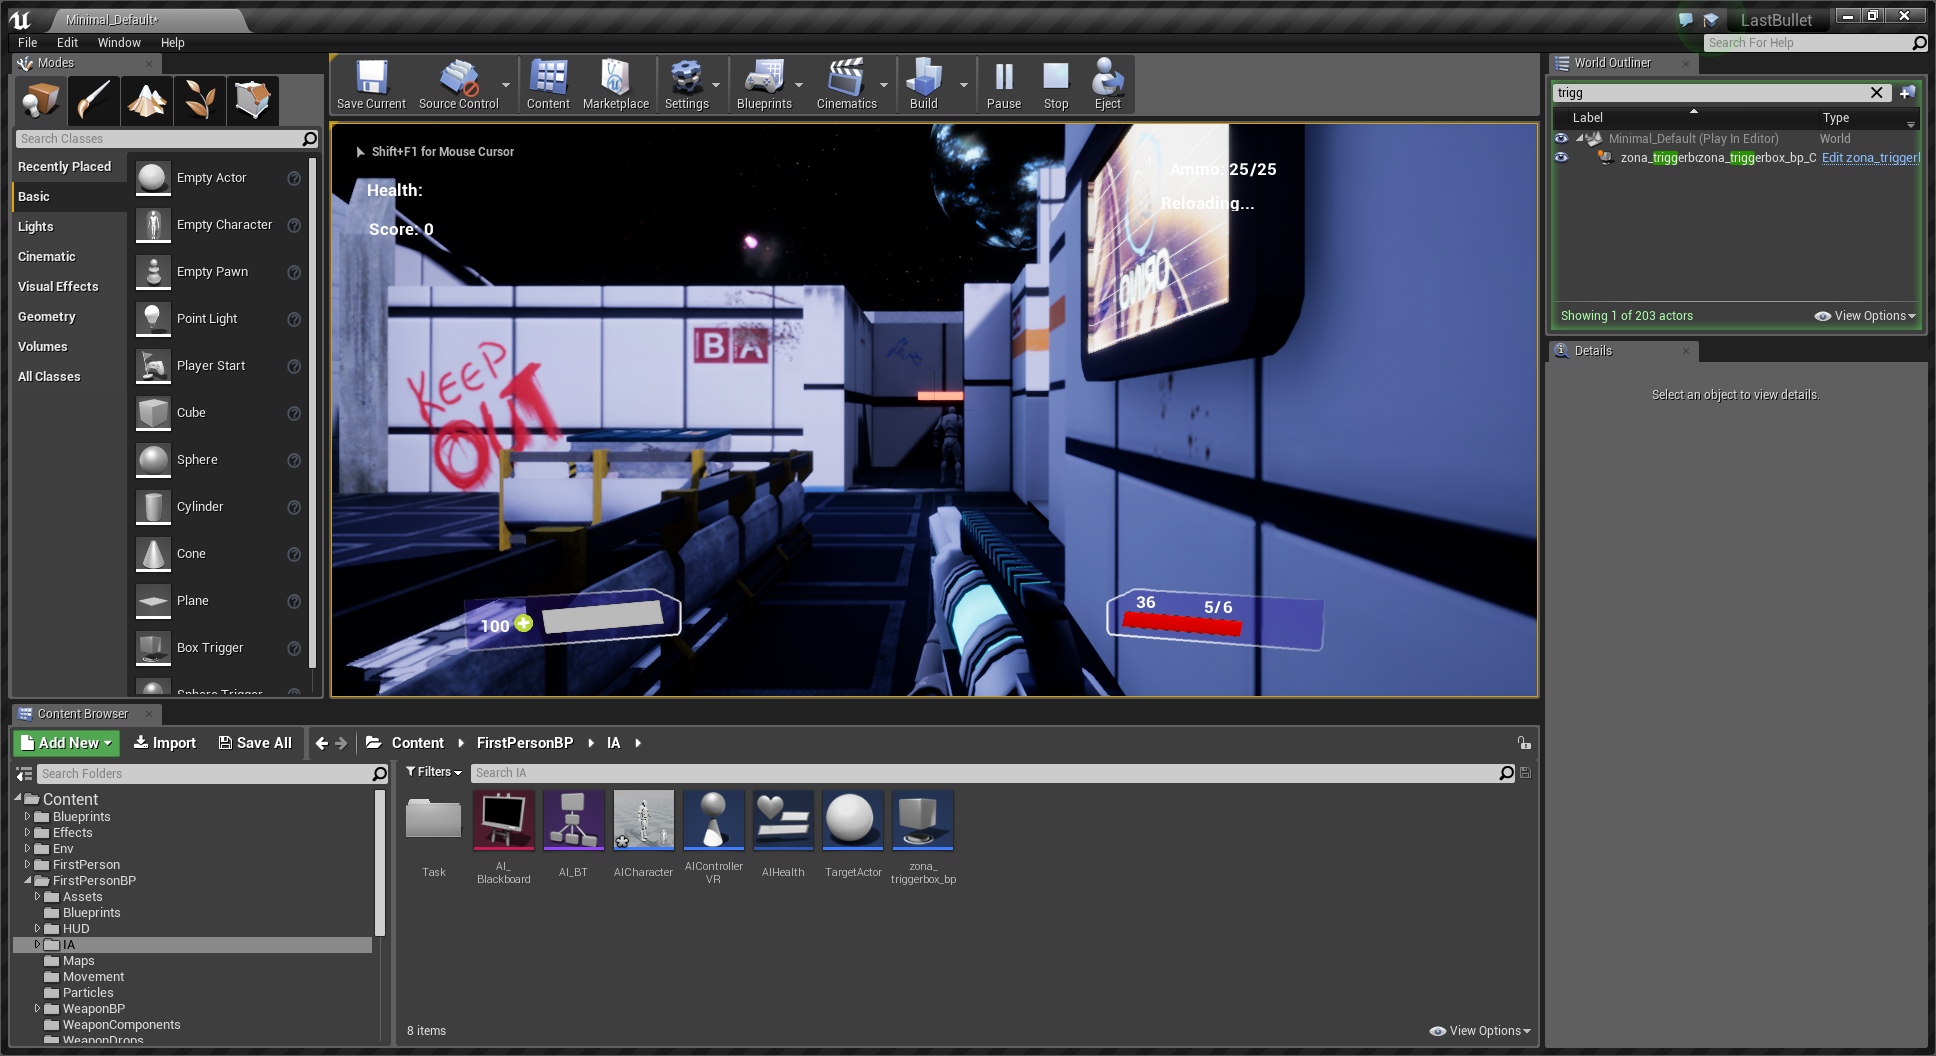 Minimal_Default*
LastBullet
File Edit Window Help
Search For Help
Modes
Search Classes
Recently Placed
Basic
Lights
Cinematic
Visual Effects
Geometry
Volumes
All Classes
Empty Actor
Empty Character
Empty Pawn
Point Light
Player Start
Cube
Sphere
Cylinder
Cone
Plane
Box Trigger
Sphere Trigger
Save Current
Source Control
Content
Marketplace
Settings
Blueprints
Cinematics
Build
Pause
Stop
Eject
Shift+F1 for Mouse Cursor
Health:
Score: 0
Ammo: 25/25
Reloading...
KEEP
OUT
BA
100
36
5/6
World Outliner
trigg
Label Type
Minimal_Default (Play In Editor) World
zona_triggerbczona_triggerbox_bp_C Edit zona_trigger
Showing 1 of 203 actors
View Options
Details
Select an object to view details.
Content Browser
Add New Import Save All Content FirstPersonBP IA
Search Folders
Content
Blueprints
Effects
Env
FirstPerson
FirstPersonBP
Assets
Blueprints
HUD
IA
Maps
Movement
Particles
WeaponBP
WeaponComponents
WeaponDrops
Filters
Search IA
Task
AI_
Blackboard
AI_BT
AICharacter
AIController
VR
AIHealth
TargetActor
zona_
triggerbox_bp
8 items
View Options